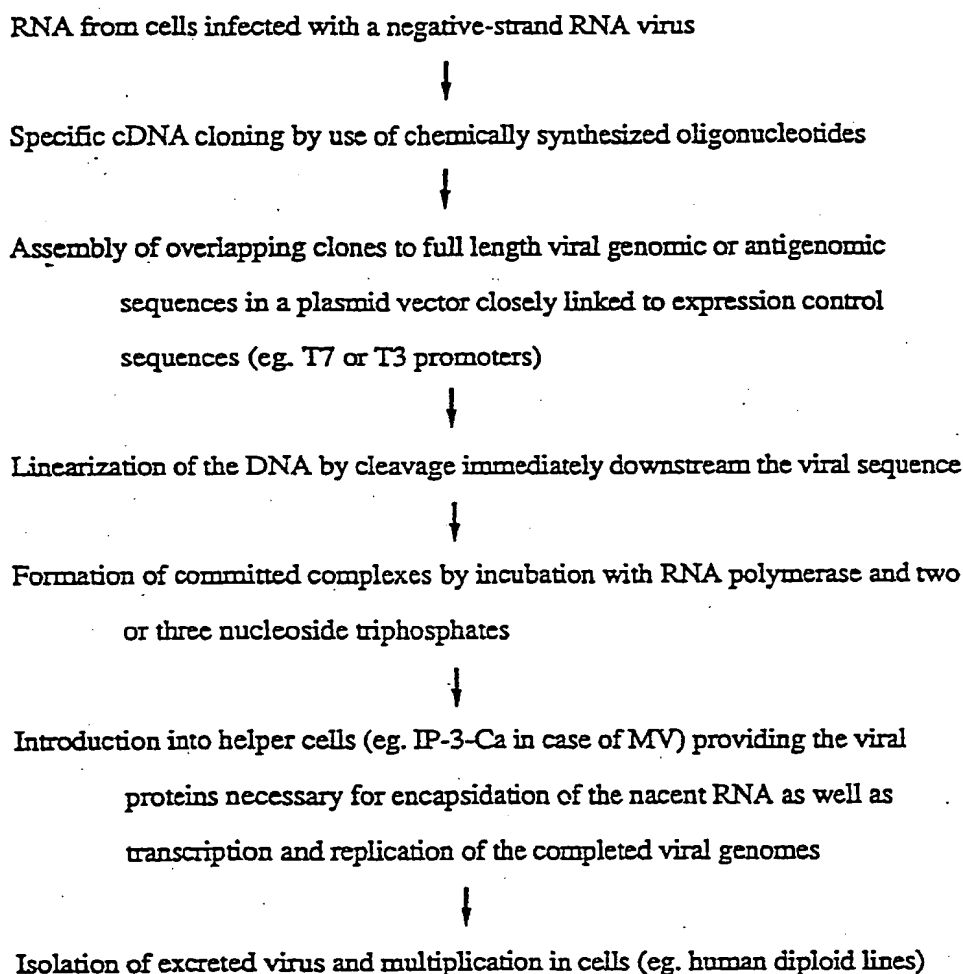 RNA from cells infected with a negative-strand RNA virus
Specific cDNA cloning by use of chemically synthesized oligonucleotides
Assembly of overlapping clones to full length viral genomic or antigenomic
sequences in a plasmid vector closely linked to expression control
sequences (eg. T7 or T3 promoters)
Linearization of the DNA by cleavage immediately downstream the viral sequence
Formation of committed complexes by incubation with RNA polymerase and two
or three nucleoside triphosphates
Introduction into helper cells (eg. IP-3-Ca in case of MV) providing the viral
proteins necessary for encapsidation of the nacent RNA as well as
transcription and replication of the completed viral genomes
Isolation of excreted virus and multiplication in cells (eg. human diploid lines)